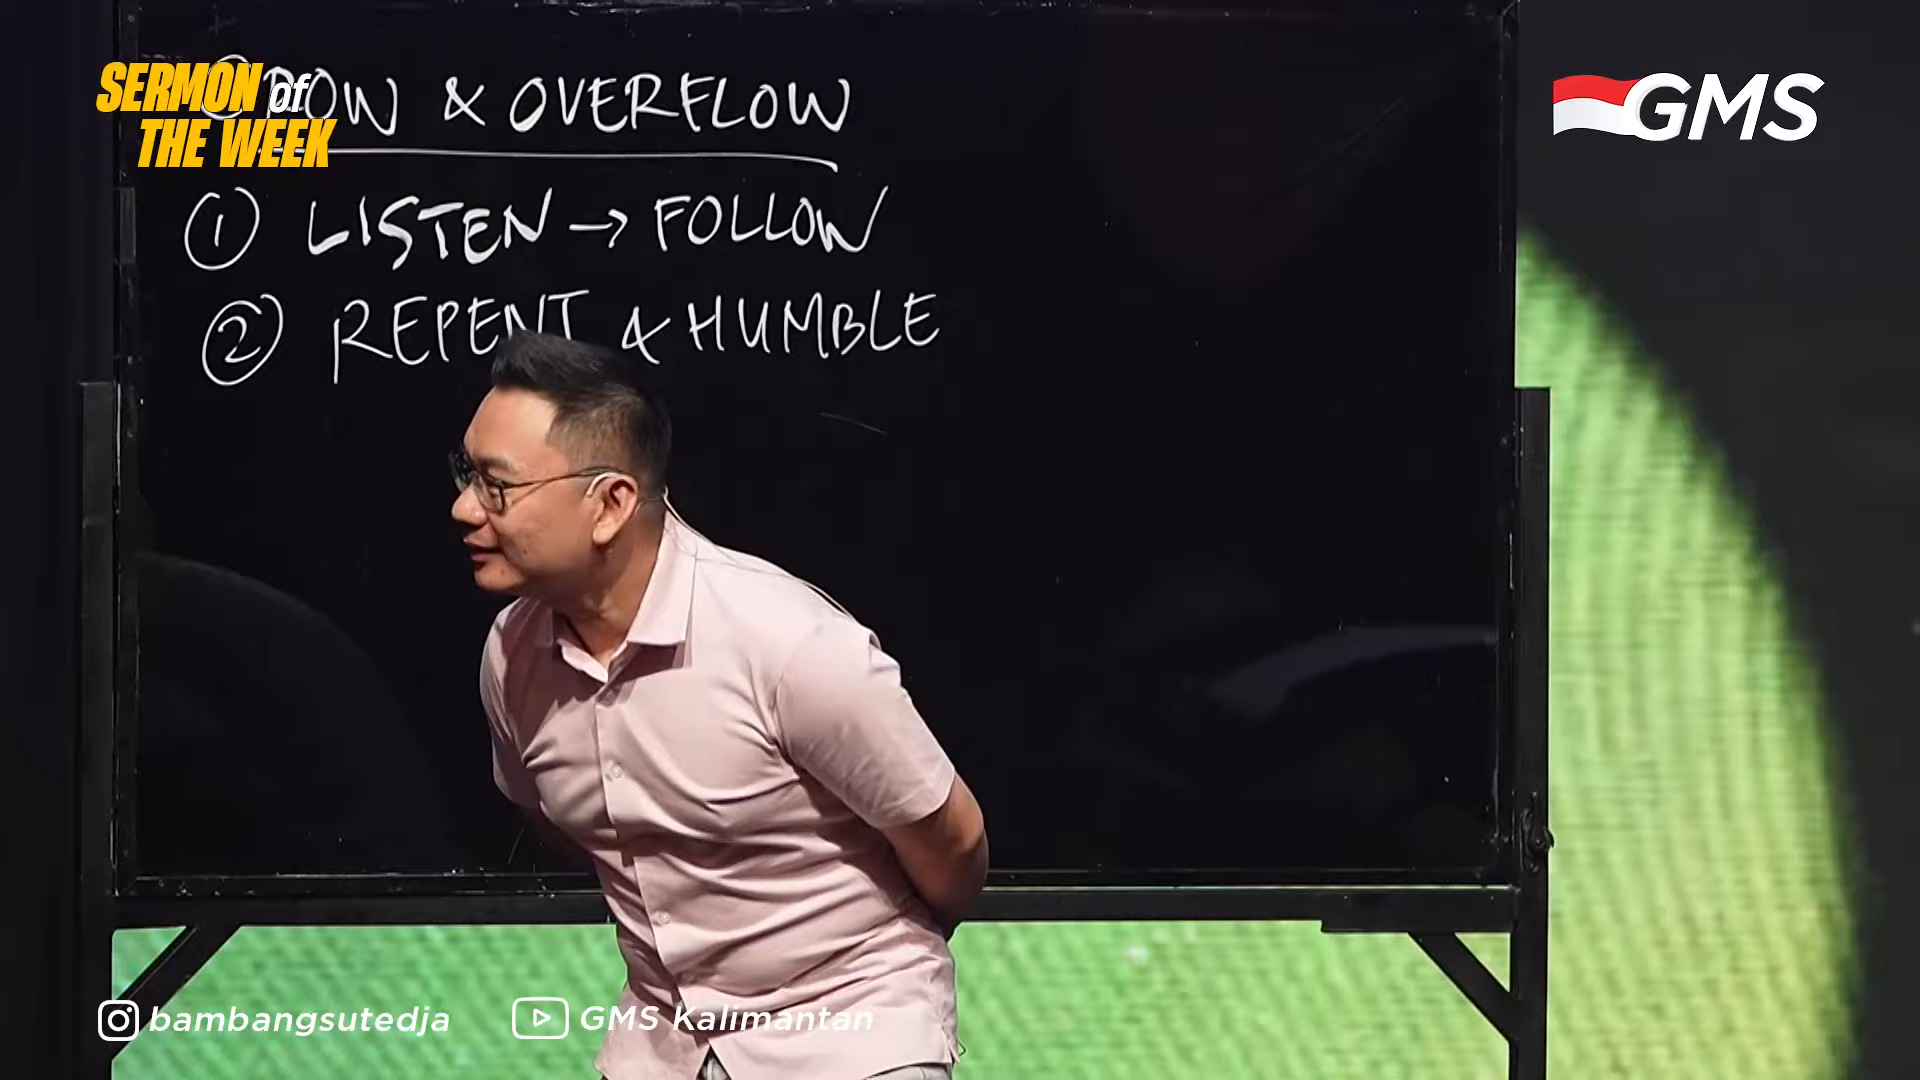 SERMON of
THE WEEK
& OVERFLOW
① LISTEN → FOLLOW
② REPENT & HUMBLE
GMS
bambangsutedja
GMS Kalimantan